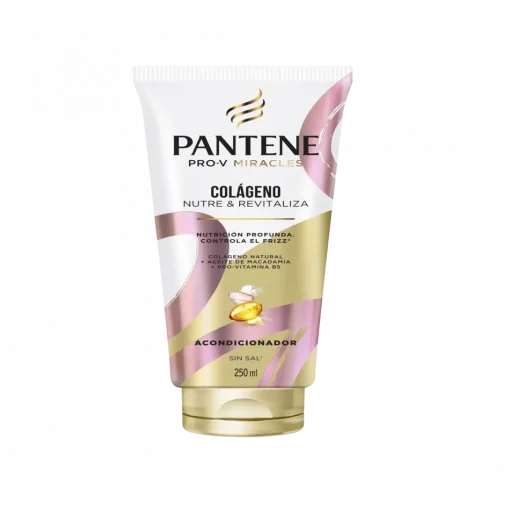 PANTENE
PRO-V MIRACLES
COLÁGENO
NUTRE & REVITALIZA
NUTRICIÓN PROFUNDA.
CONTROLA EL FRIZZ*
COLÁGENO NATURAL
+ ACEITE DE MACADAMIA
+ PRO-VITAMINA B5
ACONDICIONADOR
SIN SAL*
250 ml